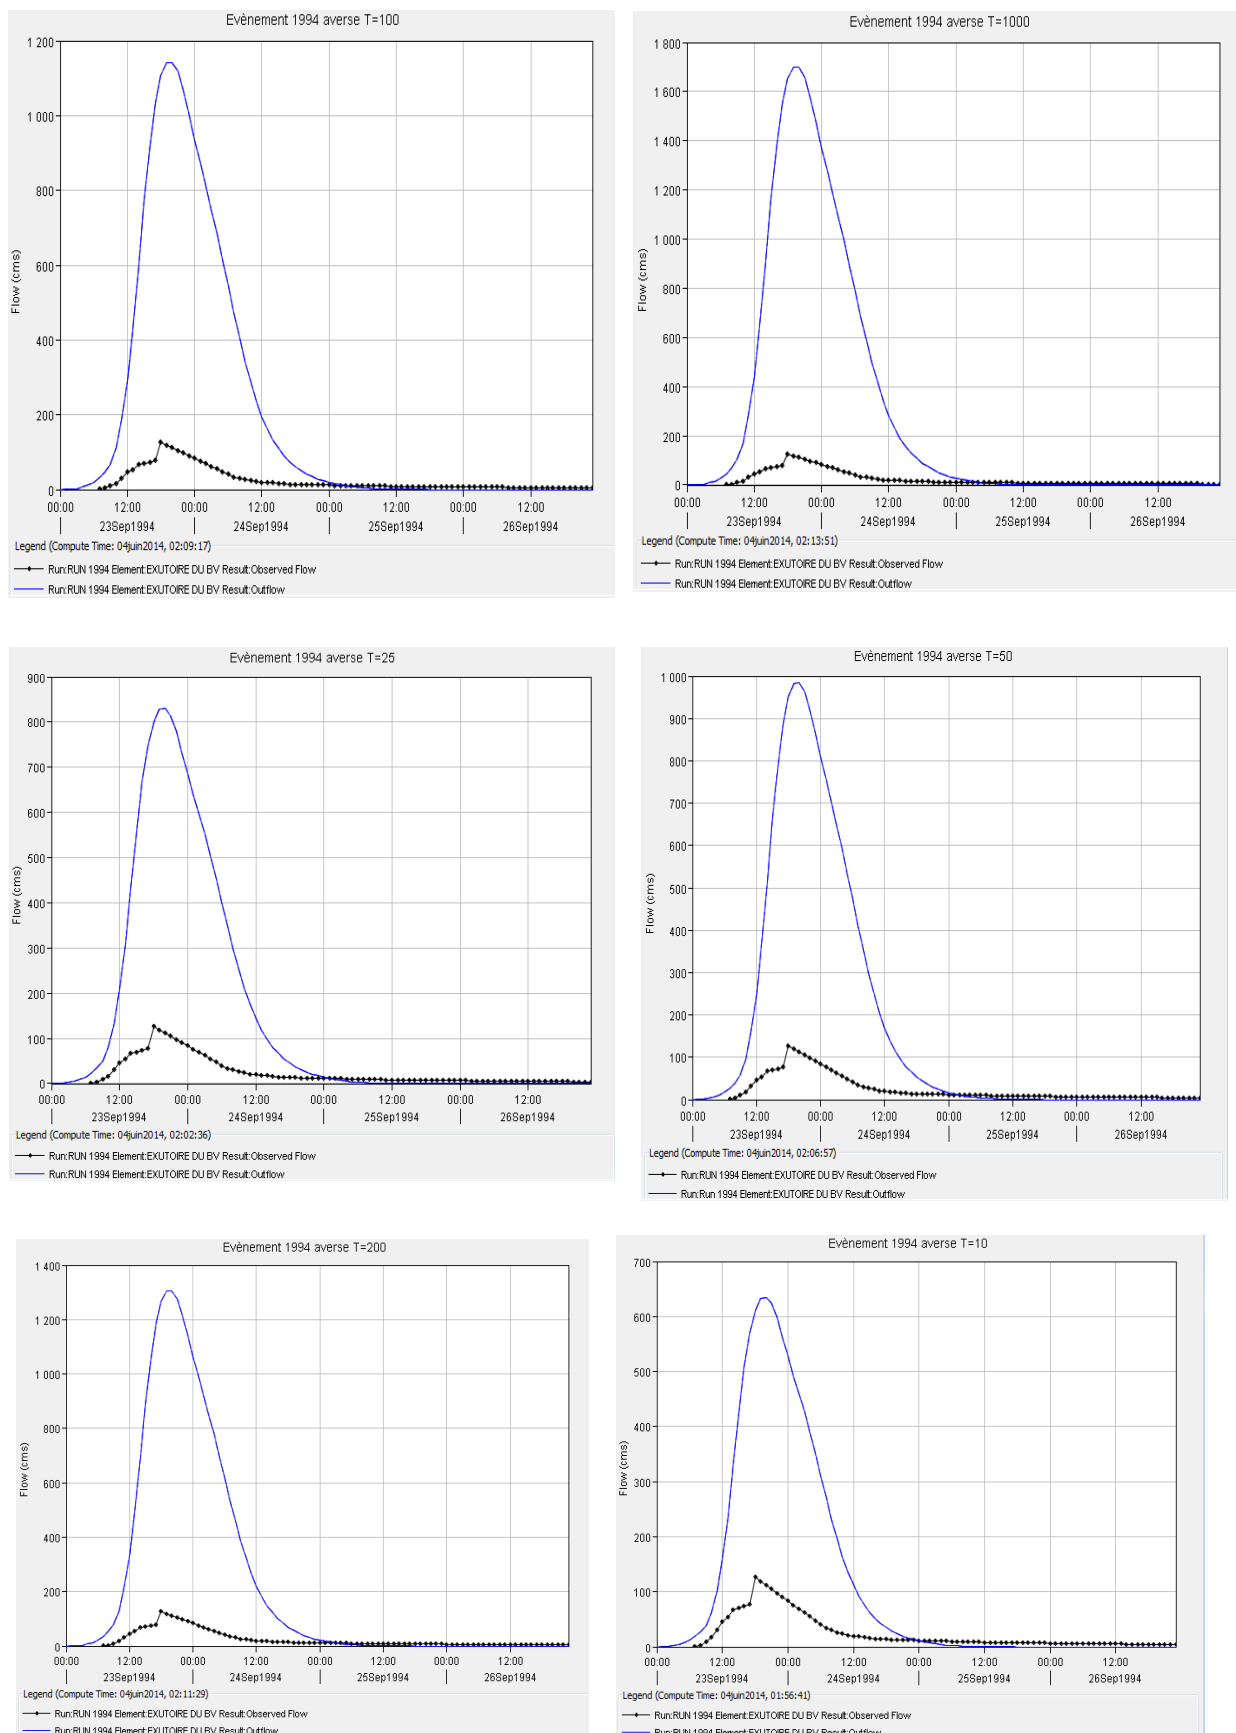 Evènement 1994 averse T=100
1 200
1 000
800
600
400
200
0
Flow (cms)
00:00 12:00 00:00 12:00 00:00 12:00 00:00 12:00
23Sep1994 24Sep1994 25Sep1994 26Sep1994
Legend (Compute Time: 04juin2014, 02:09:17)
Run:RUN 1994 Element:EXUTOIRE DU BV Result:Observed Flow
Run:RUN 1994 Element:EXUTOIRE DU BV Result:Outflow
Evènement 1994 averse T=1000
1 800
1 600
1 400
1 200
1 000
800
600
400
200
0
Flow (cms)
00:00 12:00 00:00 12:00 00:00 12:00 00:00 12:00
23Sep1994 24Sep1994 25Sep1994 26Sep1994
Legend (Compute Time: 04juin2014, 02:13:51)
Run:RUN 1994 Element:EXUTOIRE DU BV Result:Observed Flow
Run:RUN 1994 Element:EXUTOIRE DU BV Result:Outflow
Evènement 1994 averse T=25
900
800
700
600
500
400
300
200
100
0
Flow (cms)
00:00 12:00 00:00 12:00 00:00 12:00 00:00 12:00
23Sep1994 24Sep1994 25Sep1994 26Sep1994
Legend (Compute Time: 04juin2014, 02:02:36)
Run:RUN 1994 Element:EXUTOIRE DU BV Result:Observed Flow
Run:RUN 1994 Element:EXUTOIRE DU BV Result:Outflow
Evènement 1994 averse T=50
1 000
900
800
700
600
500
400
300
200
100
0
Flow (cms)
00:00 12:00 00:00 12:00 00:00 12:00 00:00 12:00
23Sep1994 24Sep1994 25Sep1994 26Sep1994
Legend (Compute Time: 04juin2014, 02:06:57)
Run:RUN 1994 Element:EXUTOIRE DU BV Result:Observed Flow
Run:Run 1994 Element:EXUTOIRE DU BV Result:Outflow
Evènement 1994 averse T=200
1 400
1 200
1 000
800
600
400
200
0
Flow (cms)
00:00 12:00 00:00 12:00 00:00 12:00 00:00 12:00
23Sep1994 24Sep1994 25Sep1994 26Sep1994
Legend (Compute Time: 04juin2014, 02:11:29)
Run:RUN 1994 Element:EXUTOIRE DU BV Result:Observed Flow
Run:RUN 1994 Element:EXUTOIRE DU BV Result:Outflow
Evènement 1994 averse T=10
700
600
500
400
300
200
100
0
Flow (cms)
00:00 12:00 00:00 12:00 00:00 12:00 00:00 12:00
23Sep1994 24Sep1994 25Sep1994 26Sep1994
Legend (Compute Time: 04juin2014, 01:56:41)
Run:RUN 1994 Element:EXUTOIRE DU BV Result:Observed Flow
Run:RUN 1994 Element:EXUTOIRE DU BV Result:Outflow